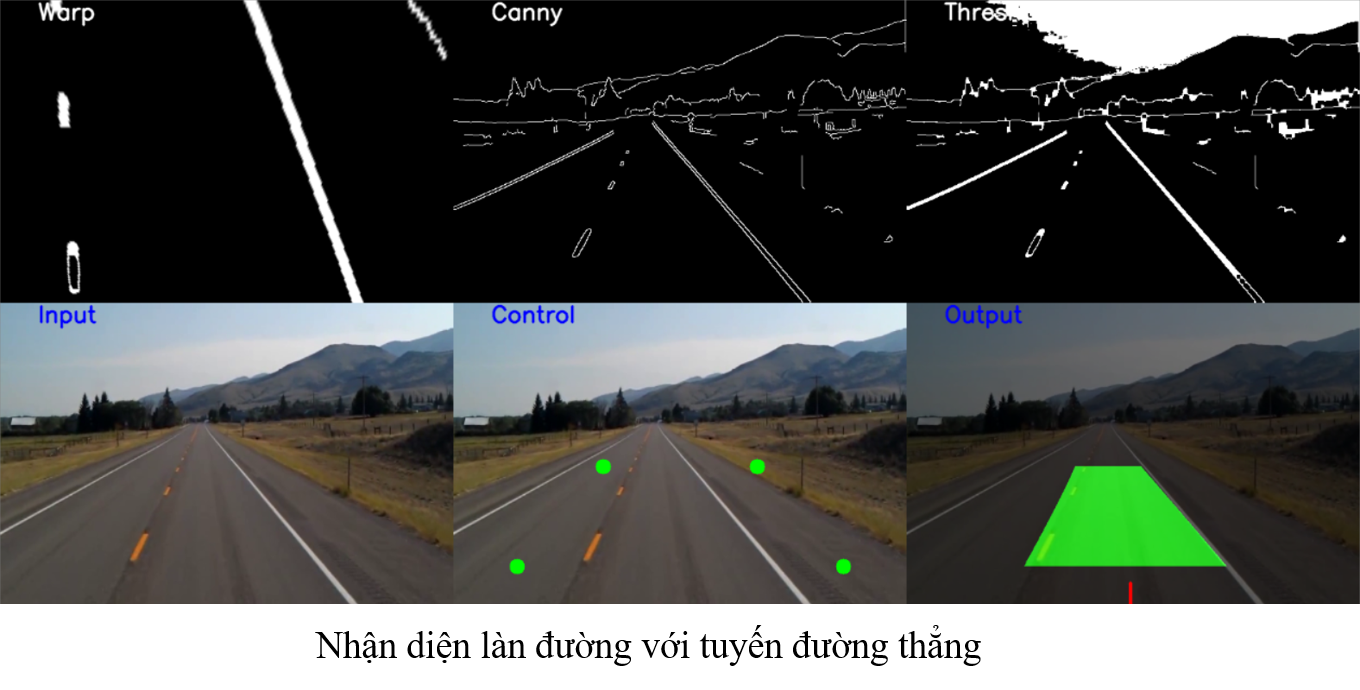 Warp
Canny
Thres
Input
Control
Output
Nhận diện làn đường với tuyến đường thẳng